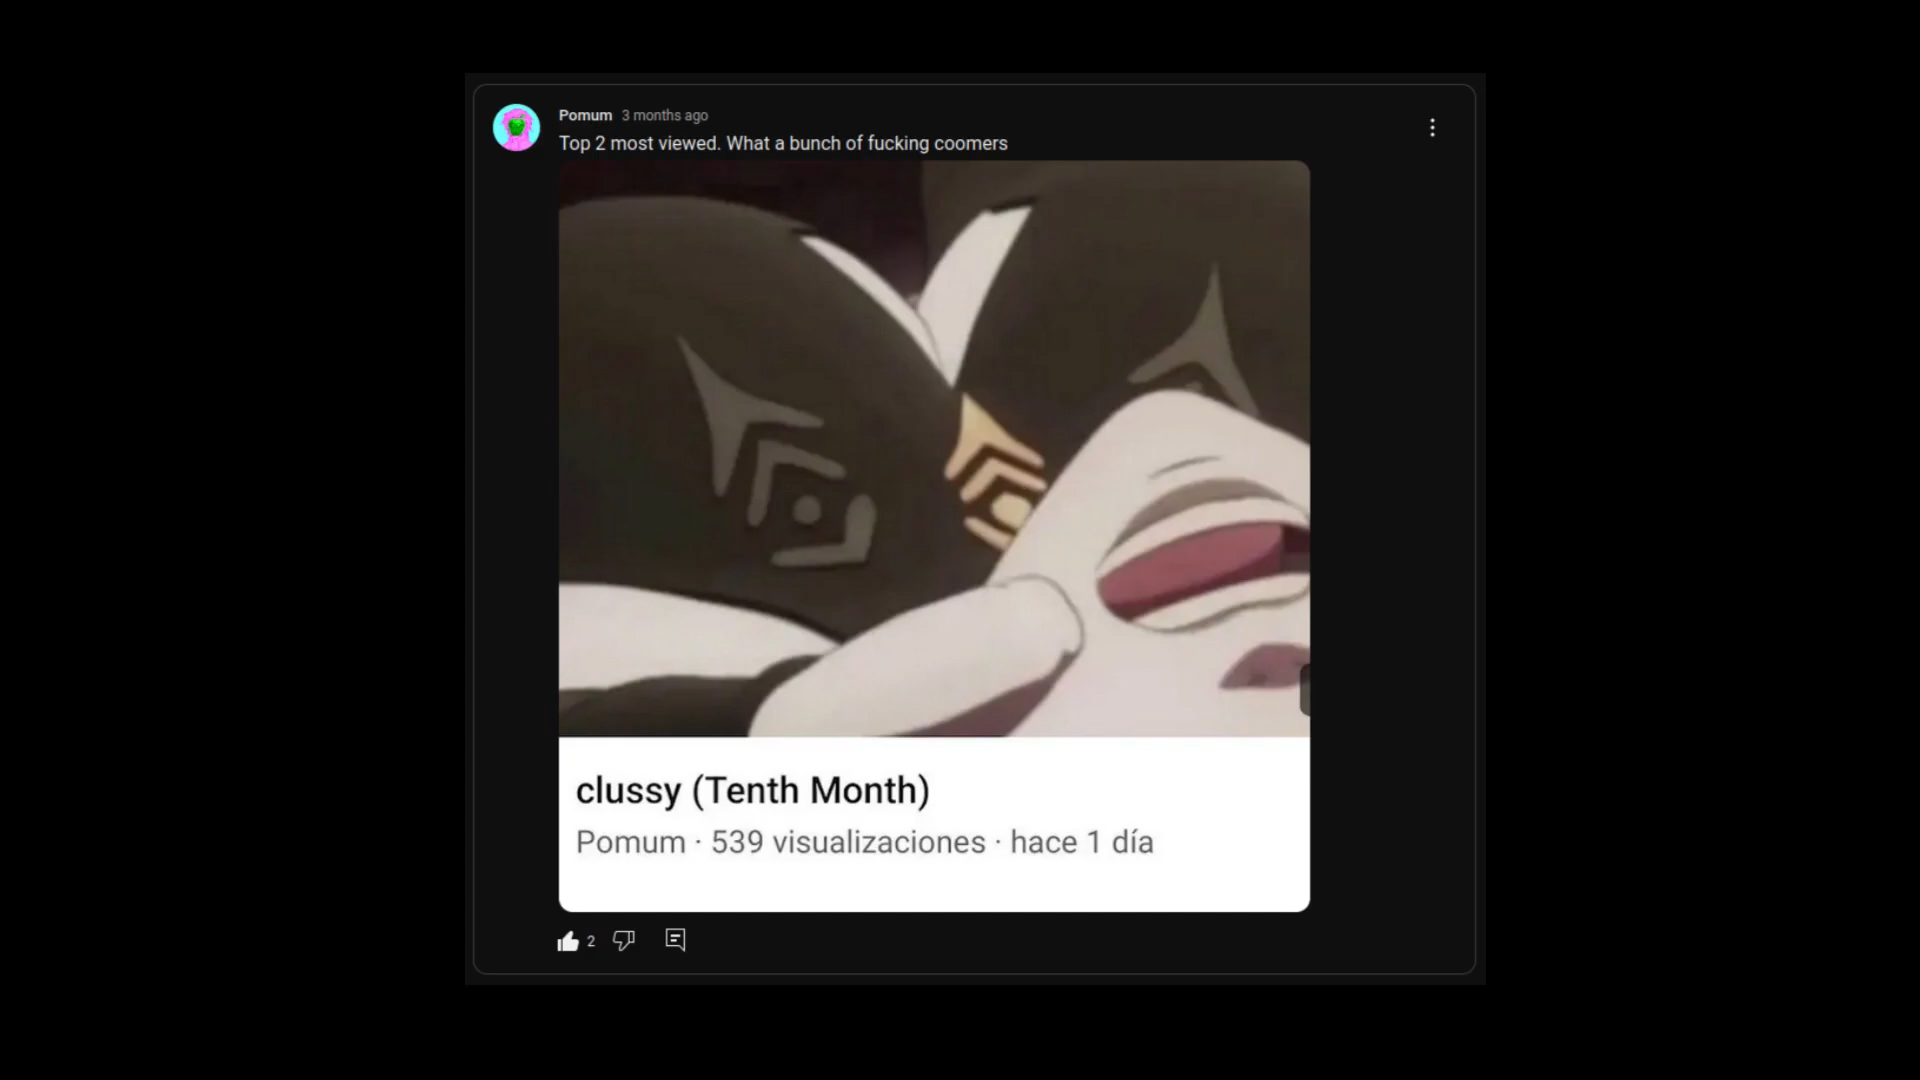 Pomum 3 months ago
Top 2 most viewed. What a bunch of fucking coomers
clussy (Tenth Month)
Pomum · 539 visualizaciones · hace 1 día
2